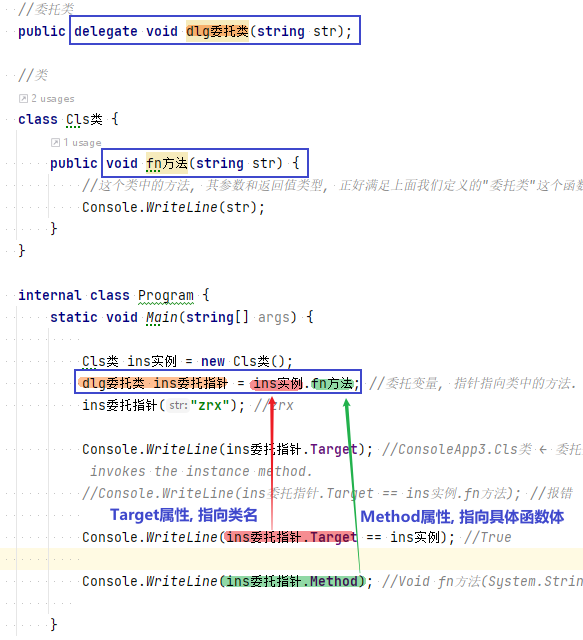 //委托类
public delegate void dlg委托类(string str);
//类
2 usages
class Cls类 {
1 usage
public void fn方法(string str) {
//这个类中的方法, 其参数和返回值类型, 正好满足上面我们定义的"委托类"这个函数
Console.WriteLine(str);
}
}
internal class Program {
static void Main(string[] args) {
Cls类 ins实例 = new Cls类();
dlg委托类 ins委托指针 = ins实例.fn方法; //委托变量, 指针指向类中的方法.
ins委托指针( str: "zrx"); //zrx
Console.WriteLine(ins委托指针.Target); //ConsoleApp3.Cls类 ← 委托
invokes the instance method.
//Console.WriteLine(ins委托指针.Target == ins实例.fn方法); //报错
Target属性, 指向类名
Method属性, 指向具体函数体
Console.WriteLine(ins委托指针.Target == ins实例); //True
Console.WriteLine(ins委托指针.Method); //Void fn方法(System.Strin
}